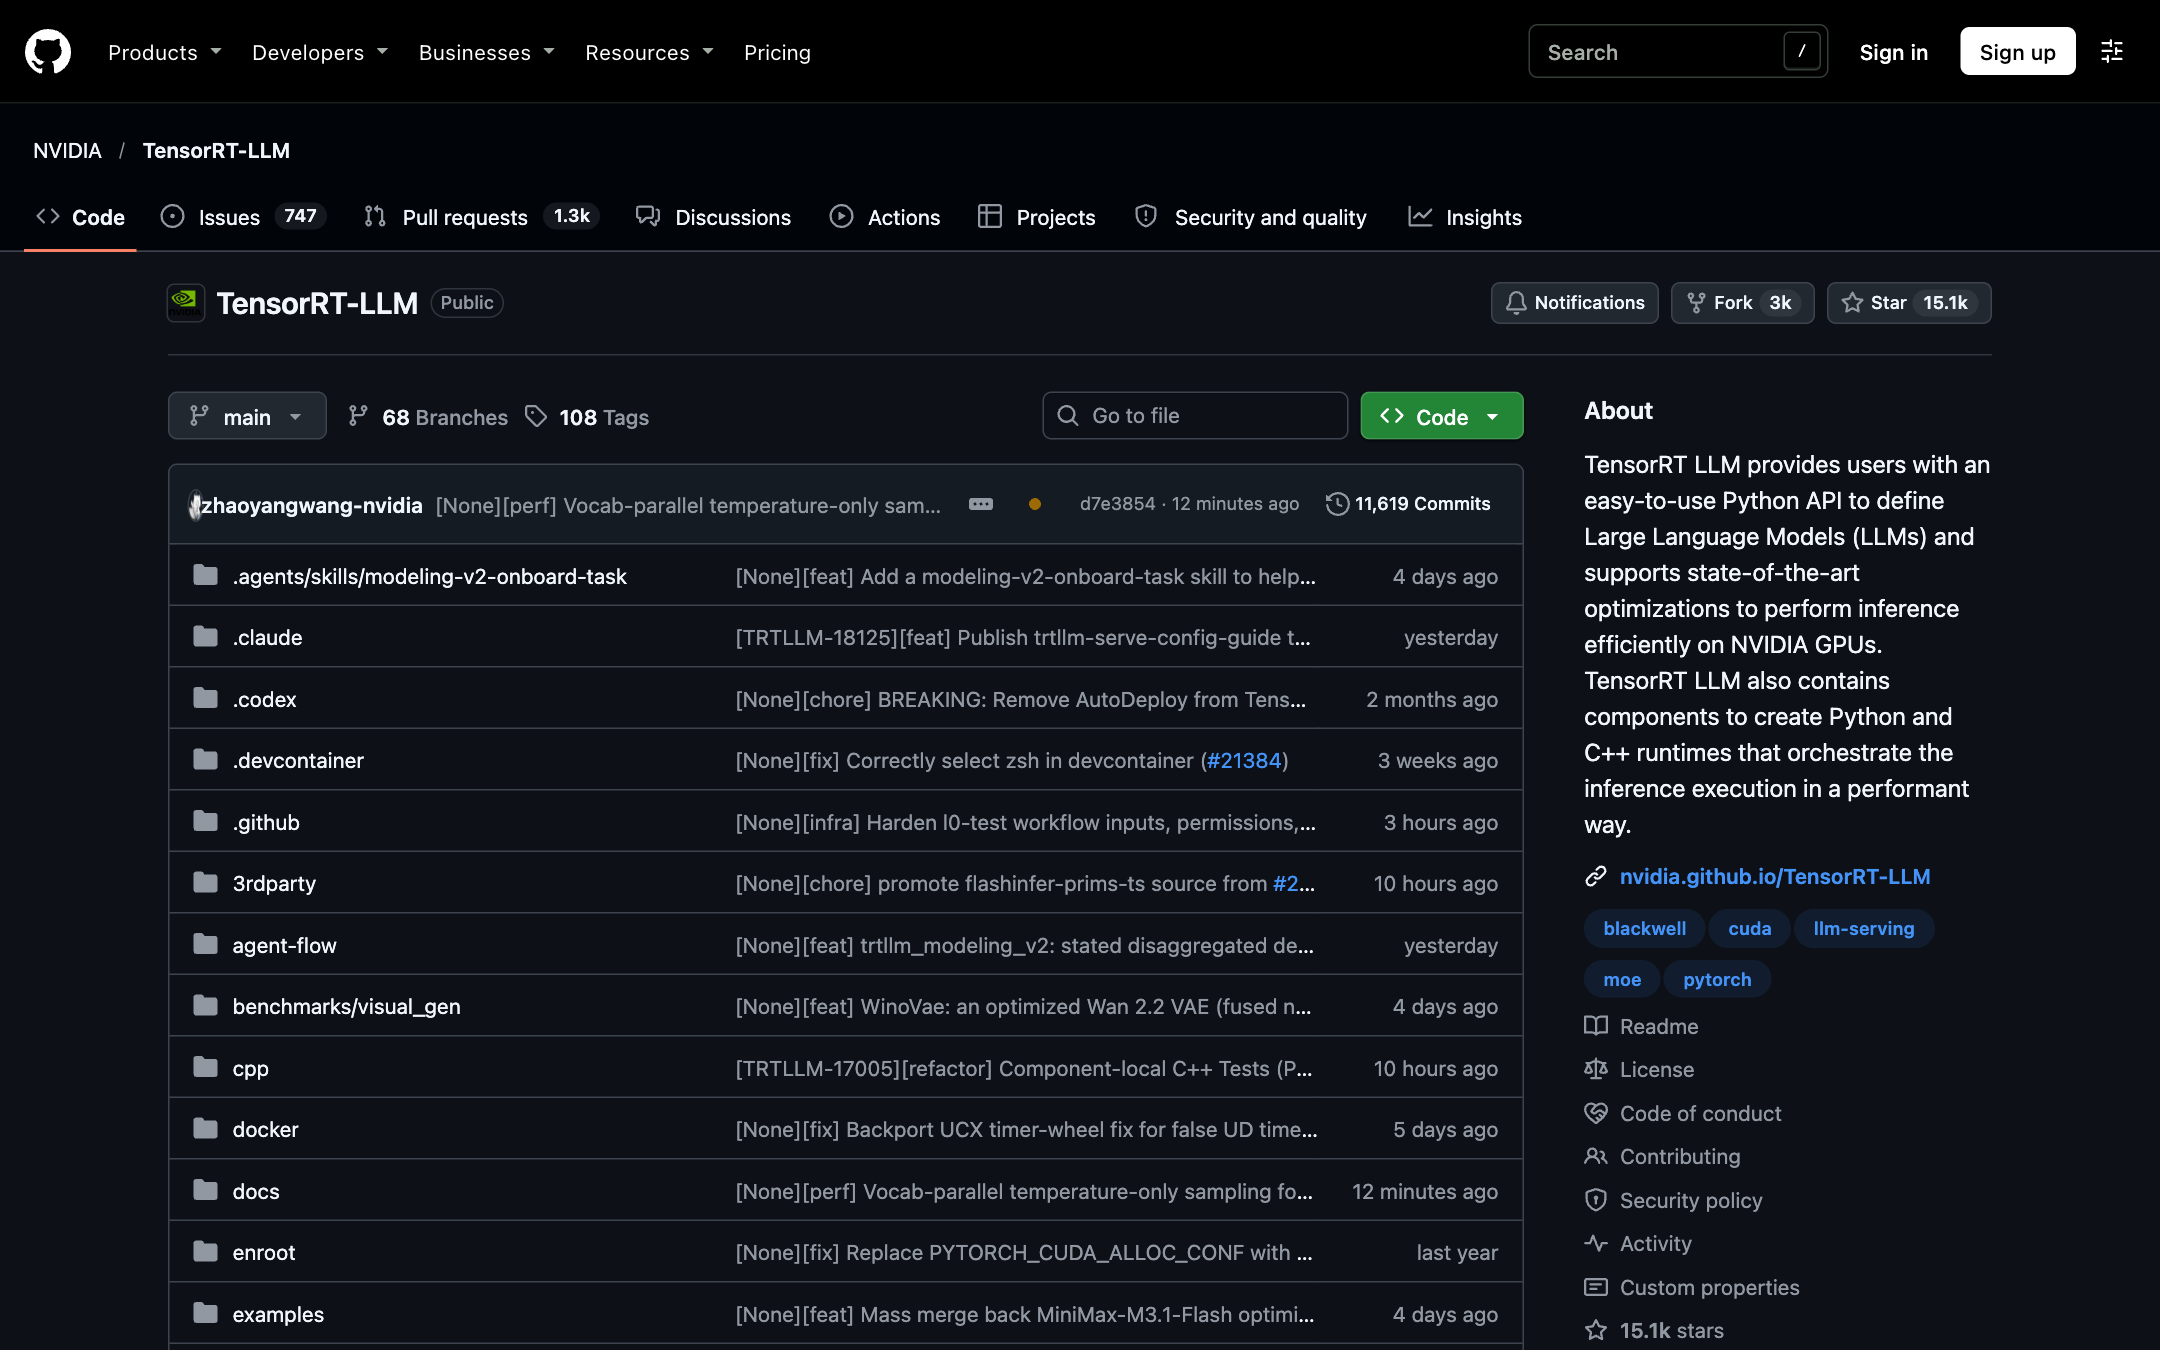 Products Developers Businesses Resources Pricing Search / Sign in Sign up
NVIDIA / TensorRT-LLM
Code Issues 747 Pull requests 1.3k Discussions Actions Projects Security and quality Insights
TensorRT-LLM Public Notifications Fork 3k Star 15.1k
main 68 Branches 108 Tags Go to file Code
zhaoyangwang-nvidia [None][perf] Vocab-parallel temperature-only sam... d7e3854 · 12 minutes ago 11,619 Commits
.agents/skills/modeling-v2-onboard-task [None][feat] Add a modeling-v2-onboard-task skill to help... 4 days ago
.claude [TRTLLM-18125][feat] Publish trtllm-serve-config-guide t... yesterday
.codex [None][chore] BREAKING: Remove AutoDeploy from Tens... 2 months ago
.devcontainer [None][fix] Correctly select zsh in devcontainer (#21384) 3 weeks ago
.github [None][infra] Harden l0-test workflow inputs, permissions,... 3 hours ago
3rdparty [None][chore] promote flashinfer-prims-ts source from #2... 10 hours ago
agent-flow [None][feat] trtllm_modeling_v2: stated disaggregated de... yesterday
benchmarks/visual_gen [None][feat] WinoVae: an optimized Wan 2.2 VAE (fused n... 4 days ago
cpp [TRTLLM-17005][refactor] Component-local C++ Tests (P... 10 hours ago
docker [None][fix] Backport UCX timer-wheel fix for false UD time... 5 days ago
docs [None][perf] Vocab-parallel temperature-only sampling fo... 12 minutes ago
enroot [None][fix] Replace PYTORCH_CUDA_ALLOC_CONF with ... last year
examples [None][feat] Mass merge back MiniMax-M3.1-Flash optimi... 4 days ago
About
TensorRT LLM provides users with an
easy-to-use Python API to define
Large Language Models (LLMs) and
supports state-of-the-art
optimizations to perform inference
efficiently on NVIDIA GPUs.
TensorRT LLM also contains
components to create Python and
C++ runtimes that orchestrate the
inference execution in a performant
way.
nvidia.github.io/TensorRT-LLM
blackwell cuda llm-serving
moe pytorch
Readme
License
Code of conduct
Contributing
Security policy
Activity
Custom properties
15.1k stars